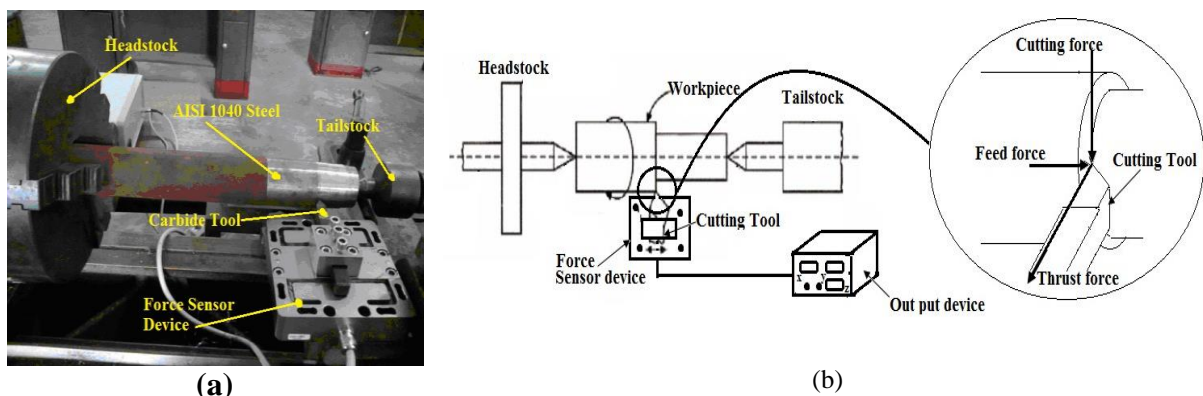 Headstock
AISI 1040 Steel
Tailstock
Carbide Tool
Force Sensor
Device
(a)
Headstock
Workpiece
Tailstock
Cutting Tool
Force
Sensor device
x
y
z
Out put device
Cutting force
Feed force
Cutting Tool
Thrust force
(b)